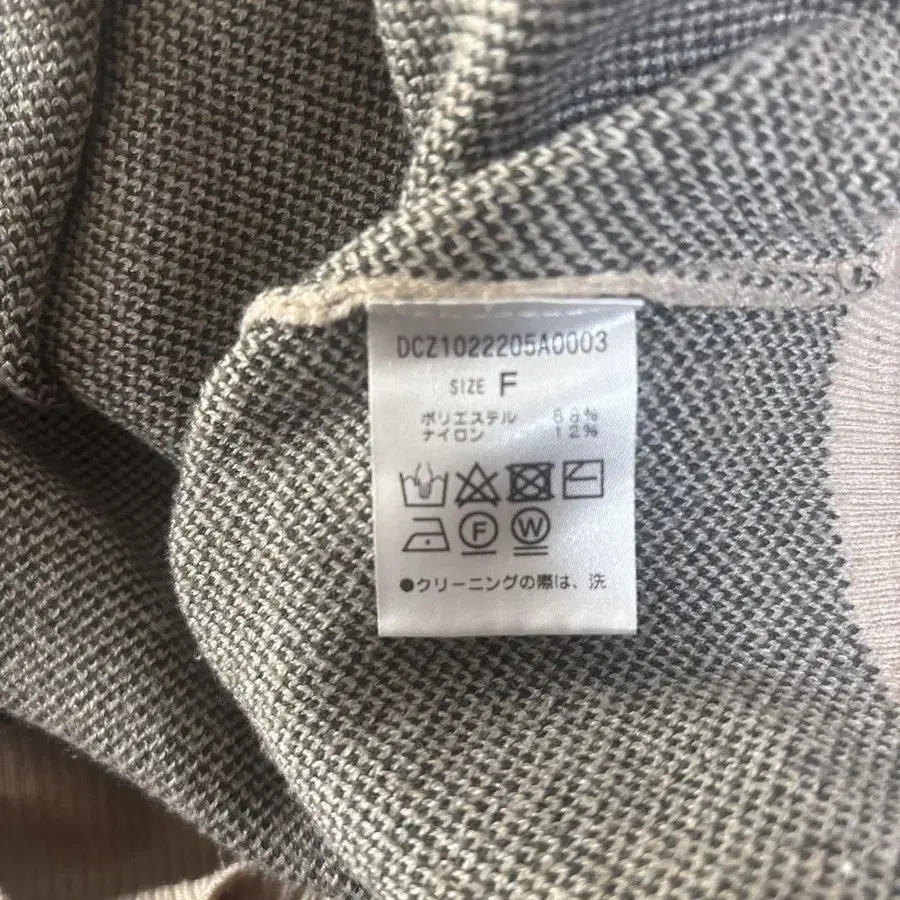 DCZ1022205A0003
SIZE F
ポリエステル 88%
ナイロン 12%
F W
●クリーニングの際は、洗